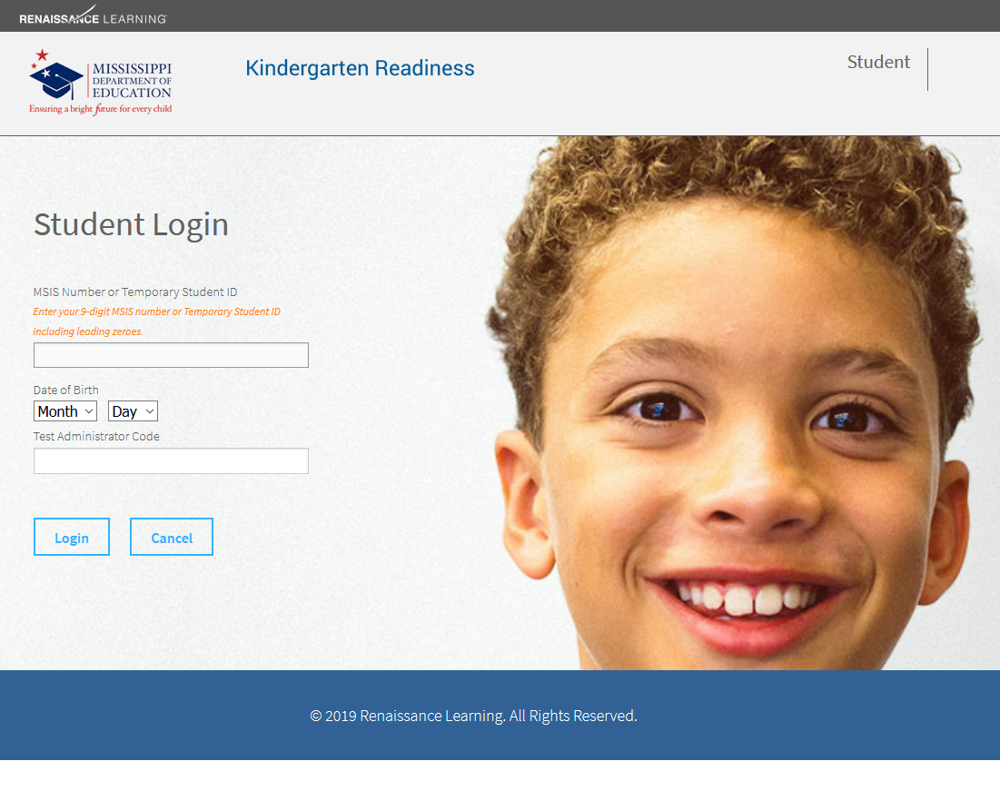 RENAISSANCE LEARNING
MISSISSIPPI
DEPARTMENT OF
EDUCATION
Ensuring a bright future for every child
Kindergarten Readiness
Student
Student Login
MSIS Number or Temporary Student ID
Enter your 9-digit MSIS number or Temporary Student ID
including leading zeroes.
Date of Birth
Month Day
Test Administrator Code
Login Cancel
© 2019 Renaissance Learning. All Rights Reserved.